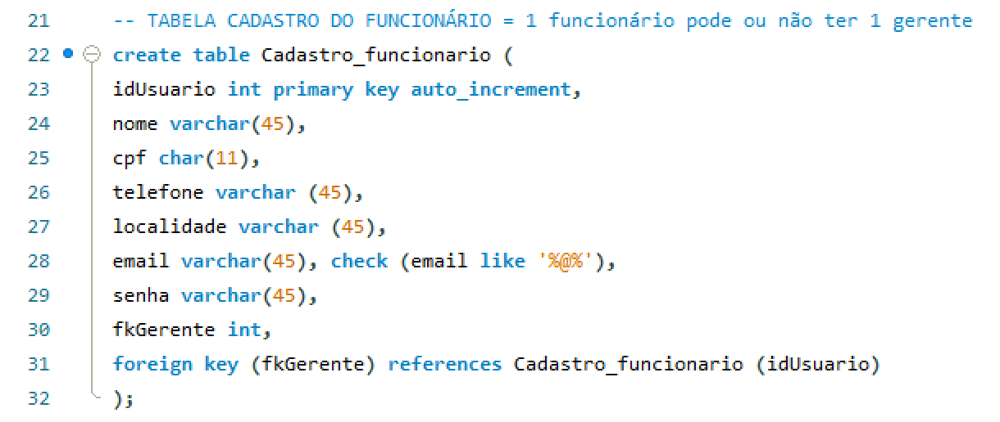 21 -- TABELA CADASTRO DO FUNCIONÁRIO = 1 funcionário pode ou não ter 1 gerente
22 create table Cadastro_funcionario (
23 idUsuario int primary key auto_increment,
24 nome varchar(45),
25 cpf char(11),
26 telefone varchar (45),
27 localidade varchar (45),
28 email varchar(45), check (email like '%@%'),
29 senha varchar(45),
30 fkGerente int,
31 foreign key (fkGerente) references Cadastro_funcionario (idUsuario)
32 );